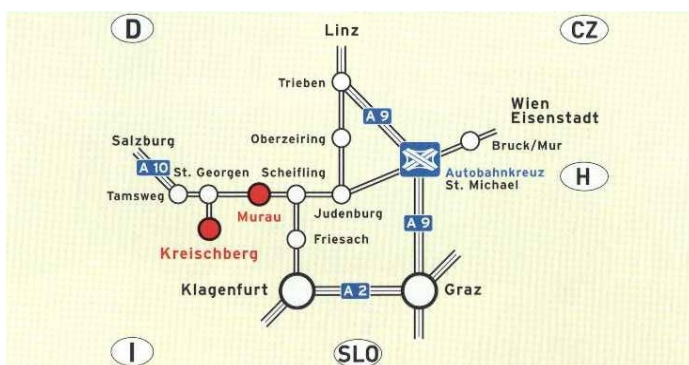 D
CZ
Linz
Trieben
A 9
Wien
Eisenstadt
Salzburg
Oberzeiring
Bruck/Mur
A 10
St. Georgen
Scheifling
Autobahnkreuz
St. Michael
H
Tamsweg
Murau
Judenburg
A 9
Kreischberg
Friesach
Klagenfurt
A 2
Graz
I
SLO